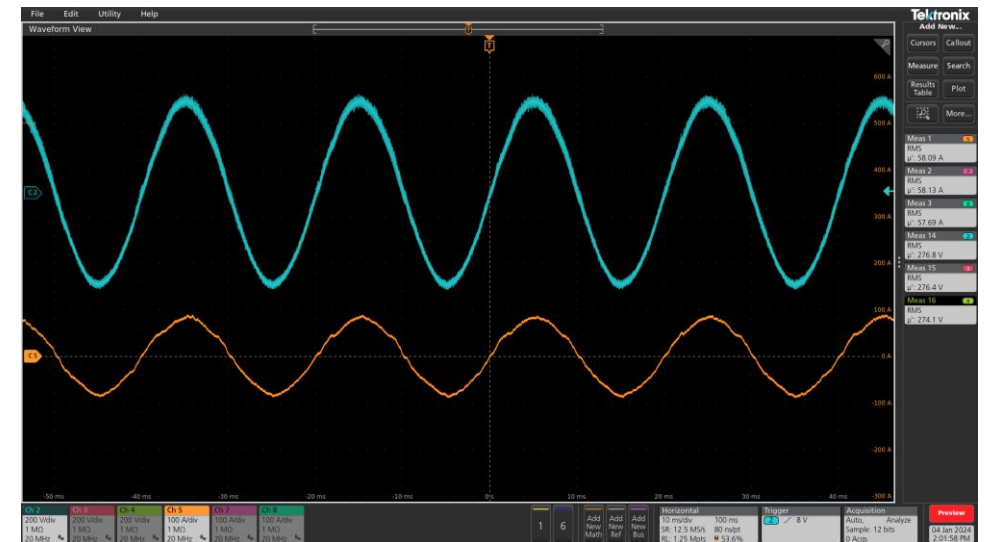 File Edit Utility Help
Tektronix
Waveform View
Add New...
T
T
Cursors Callout
Measure Search
Results Table Plot
More...
600 A
500 A
400 A
300 A
200 A
100 A
0 A
-100 A
-200 A
-300 A
C2
C5
-50 ms -40 ms -30 ms -20 ms -10 ms 0 s 10 ms 20 ms 30 ms 40 ms
Meas 1 5
RMS
µ': 58.09 A
Meas 2
RMS
µ': 58.13 A
Meas 3
RMS
µ': 57.69 A
Meas 14 2
RMS
µ': 276.8 V
Meas 15 3
RMS
µ': 276.4 V
Meas 16 4
RMS
µ': 274.1 V
Ch 2 Ch 3 Ch 4 Ch 5 Ch 7 Ch 8
200 V/div 200 V/div 200 V/div 100 A/div 100 A/div 100 A/div
1 MΩ 1 MΩ 1 MΩ 1 MΩ 1 MΩ 1 MΩ
20 MHz 20 MHz 20 MHz 20 MHz 20 MHz 20 MHz
1 6
Add New Math
Add New Ref
Add New Bus
Horizontal
10 ms/div 100 ms
SR: 12.5 MS/s 80 ns/pt
RL: 1.25 Mpts 53.6%
Trigger
2 8 V
Acquisition
Auto, Analyze
Sample: 12 bits
0 Acqs
Preview
04 Jan 2024
2:01:58 PM